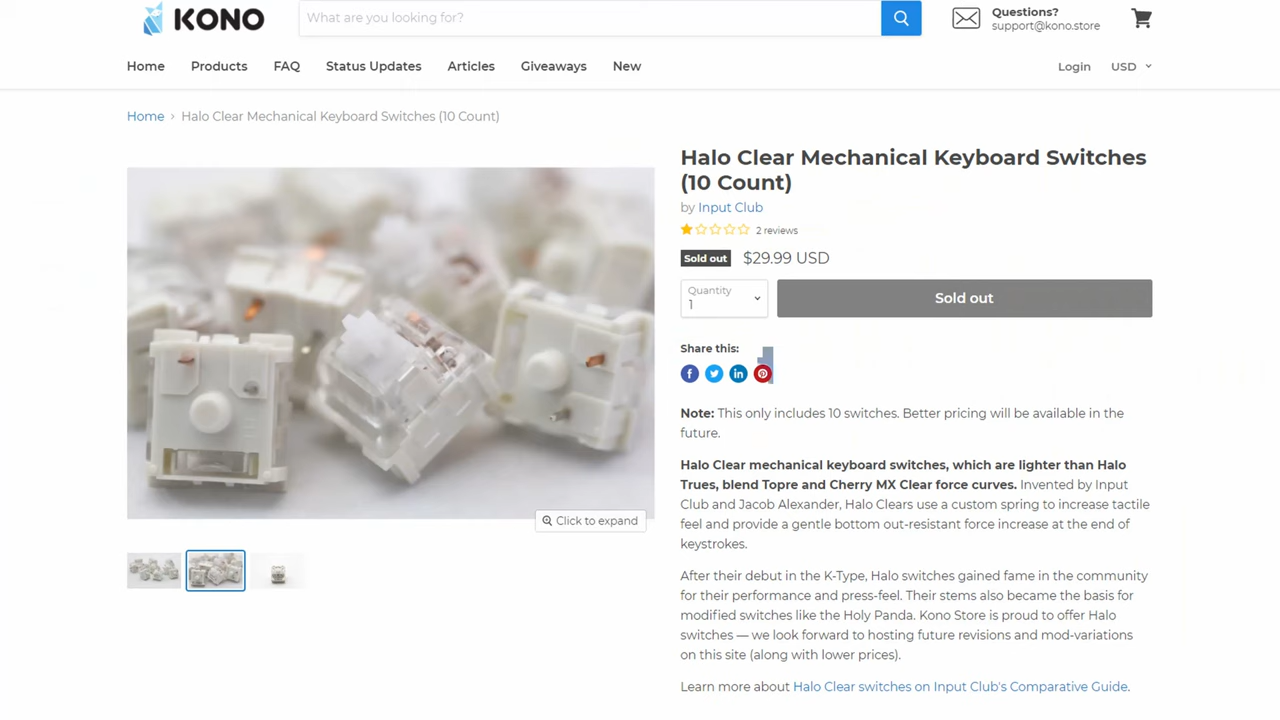 KONO
What are you looking for?
Questions?
support@kono.store
Home Products FAQ Status Updates Articles Giveaways New Login USD
Home › Halo Clear Mechanical Keyboard Switches (10 Count)
Halo Clear Mechanical Keyboard Switches
(10 Count)
by Input Club
2 reviews
Sold out $29.99 USD
Quantity
1
Sold out
Share this:
Note: This only includes 10 switches. Better pricing will be available in the
future.
Halo Clear mechanical keyboard switches, which are lighter than Halo
Trues, blend Topre and Cherry MX Clear force curves. Invented by Input
Club and Jacob Alexander, Halo Clears use a custom spring to increase tactile
feel and provide a gentle bottom out-resistant force increase at the end of
keystrokes.
Click to expand
After their debut in the K-Type, Halo switches gained fame in the community
for their performance and press-feel. Their stems also became the basis for
modified switches like the Holy Panda. Kono Store is proud to offer Halo
switches — we look forward to hosting future revisions and mod-variations
on this site (along with lower prices).
Learn more about Halo Clear switches on Input Club's Comparative Guide.